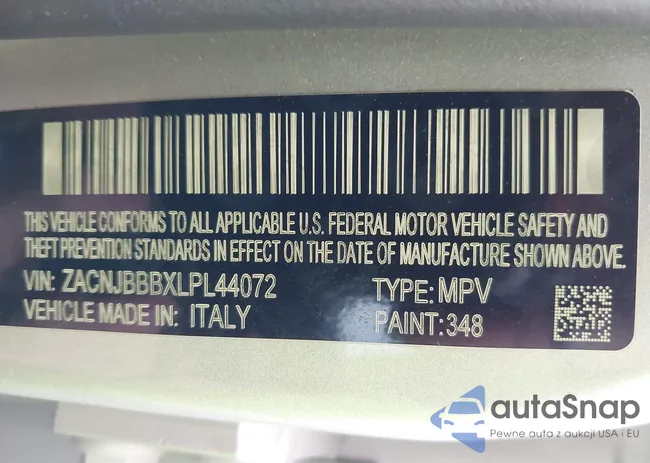 THIS VEHICLE CONFORMS TO ALL APPLICABLE U.S. FEDERAL MOTOR VEHICLE SAFETY AND
THEFT PREVENTION STANDARDS IN EFFECT ON THE DATE OF MANUFACTURE SHOWN ABOVE.
VIN: ZACNJBBBXLPL44072 TYPE: MPV
VEHICLE MADE IN: ITALY PAINT: 348
autaSnap
Pewne auta z aukcji USA i EU